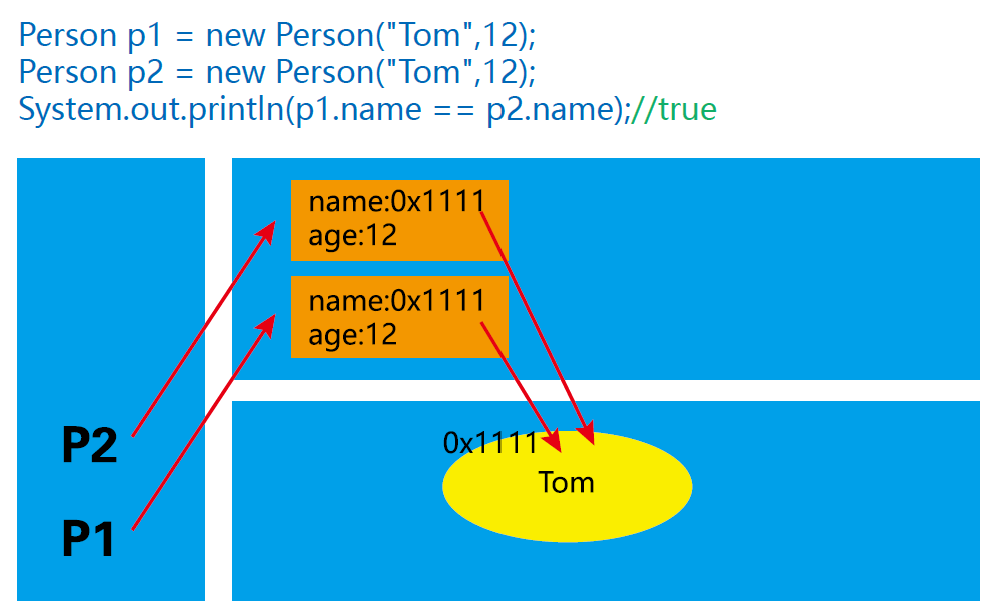 Person p1 = new Person("Tom",12);
Person p2 = new Person("Tom",12);
System.out.println(p1.name == p2.name);//true
name:0x1111
age:12
name:0x1111
age:12
P2
0x1111
Tom
P1